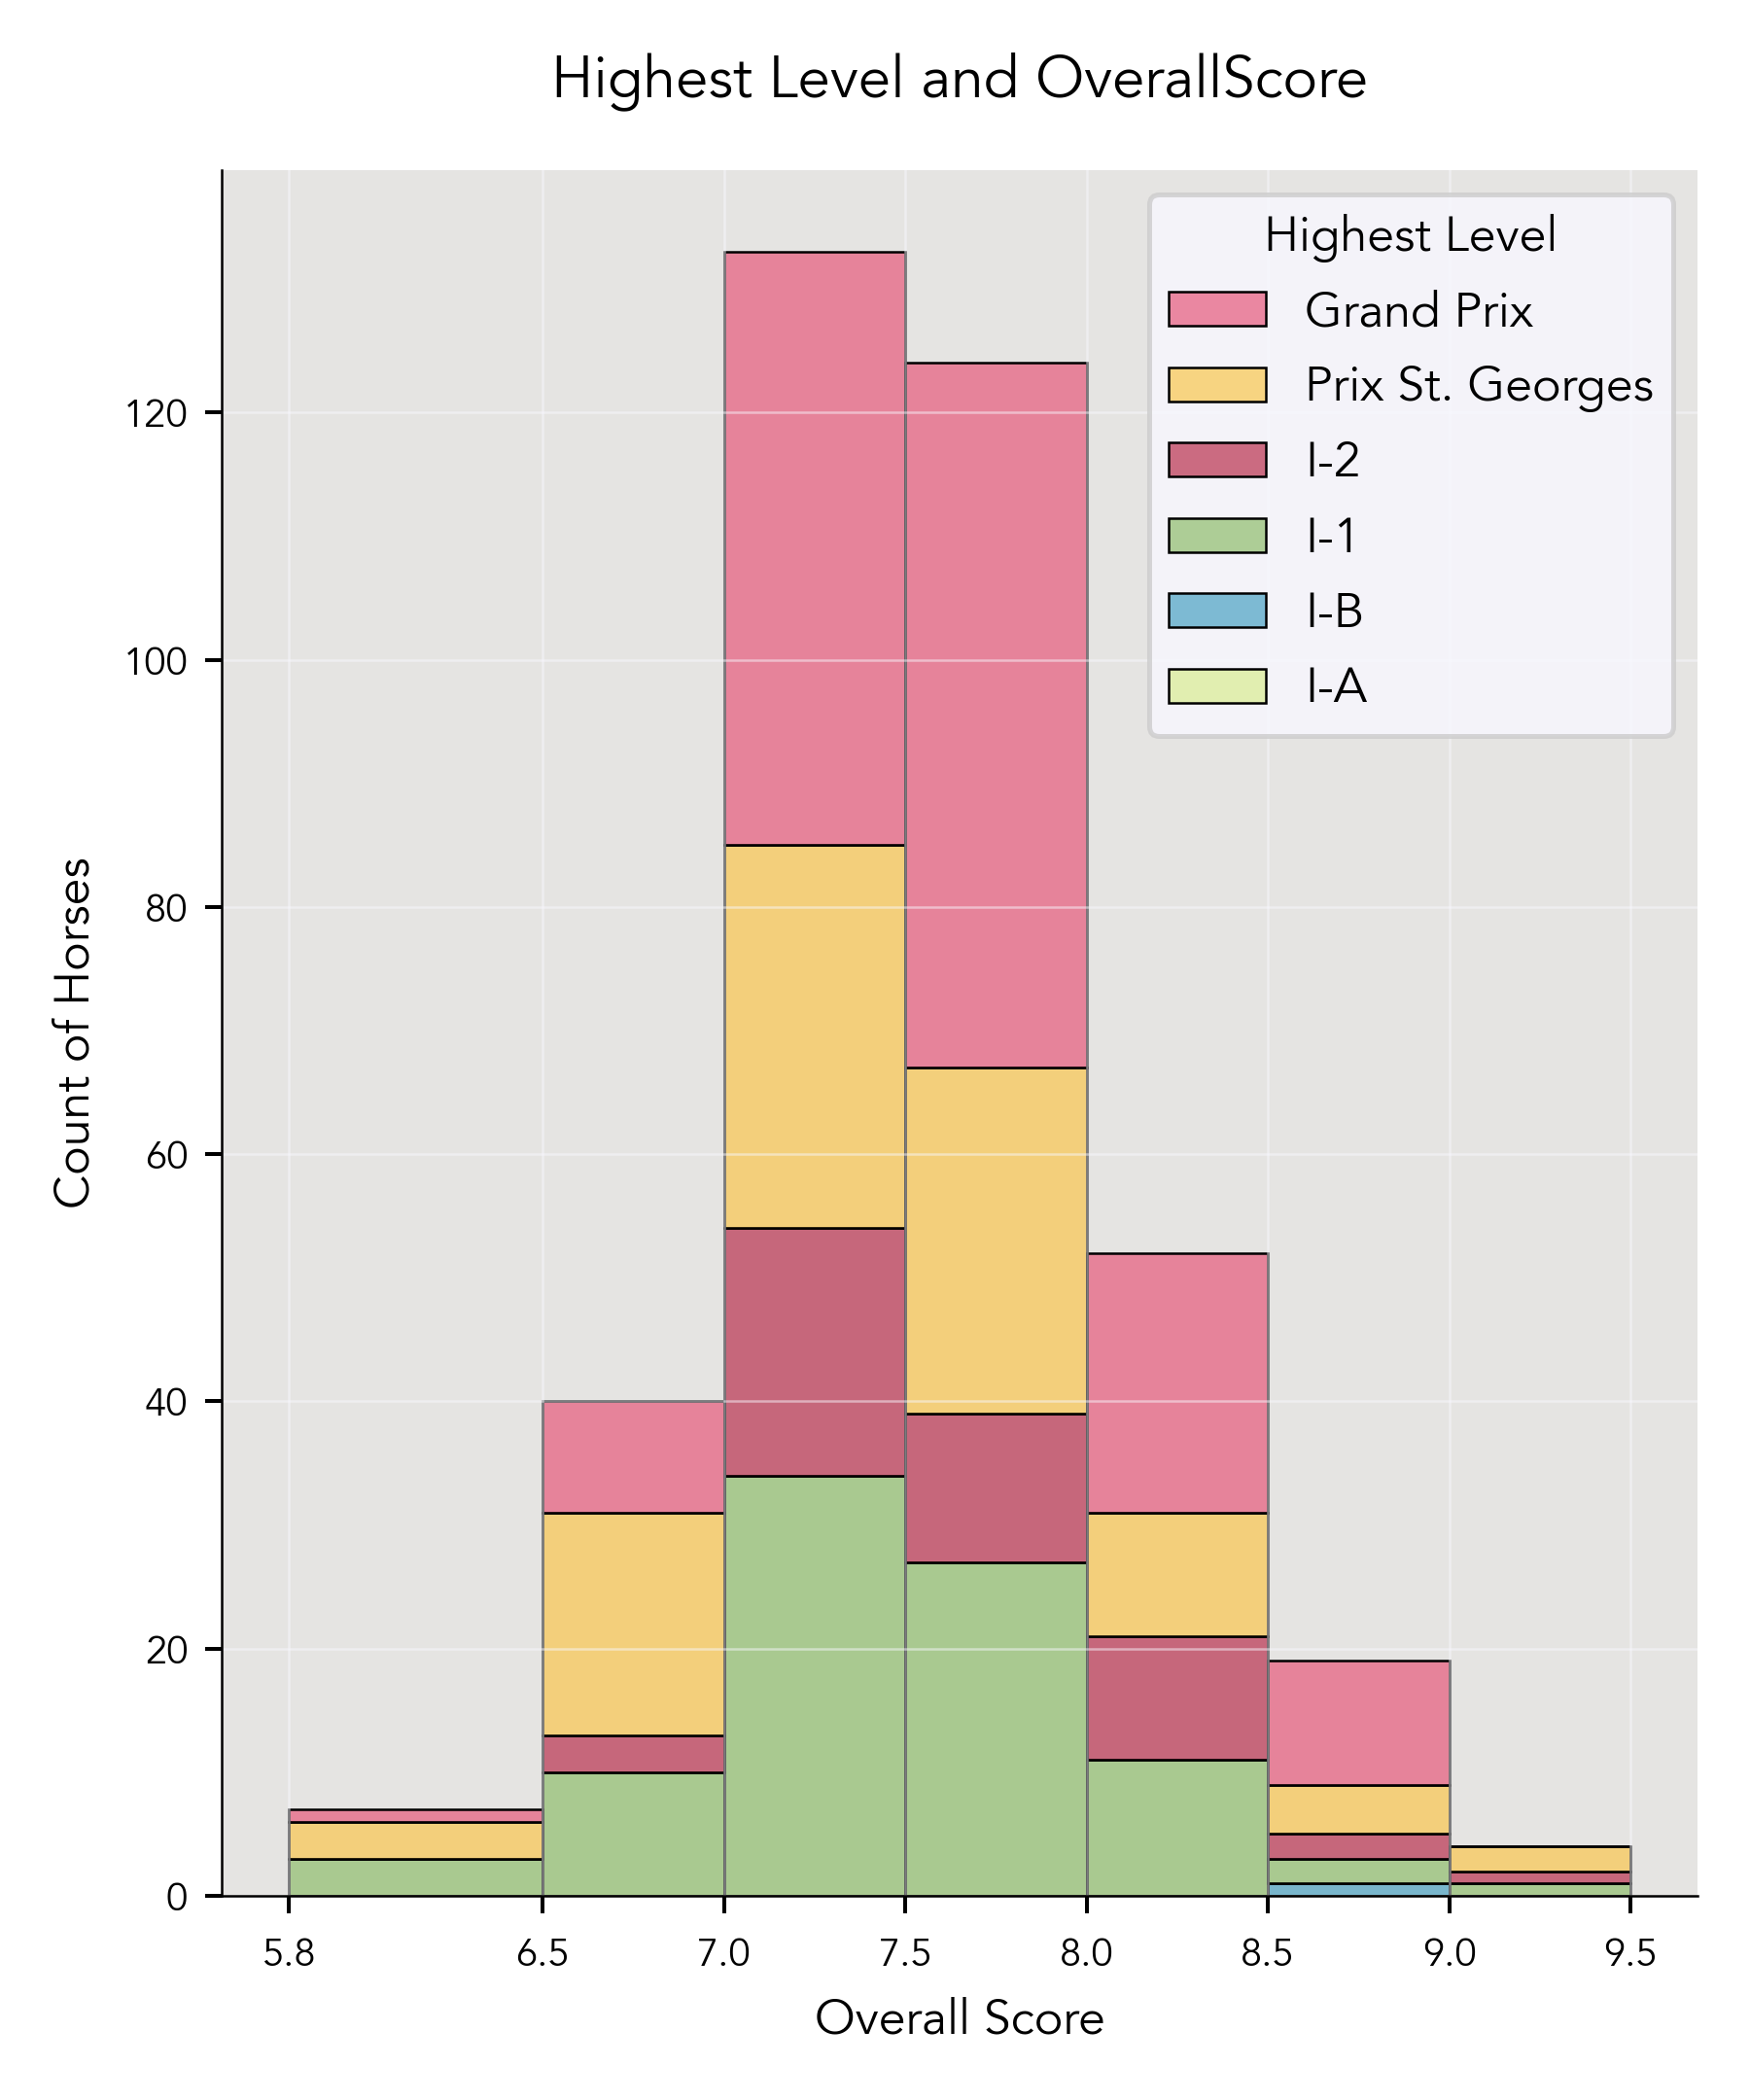 Highest Level and OverallScore
Highest Level
Grand Prix
Prix St. Georges
I-2
I-1
I-B
I-A
Count of Horses
120
100
80
60
40
20
0
5.8 6.5 7.0 7.5 8.0 8.5 9.0 9.5
Overall Score